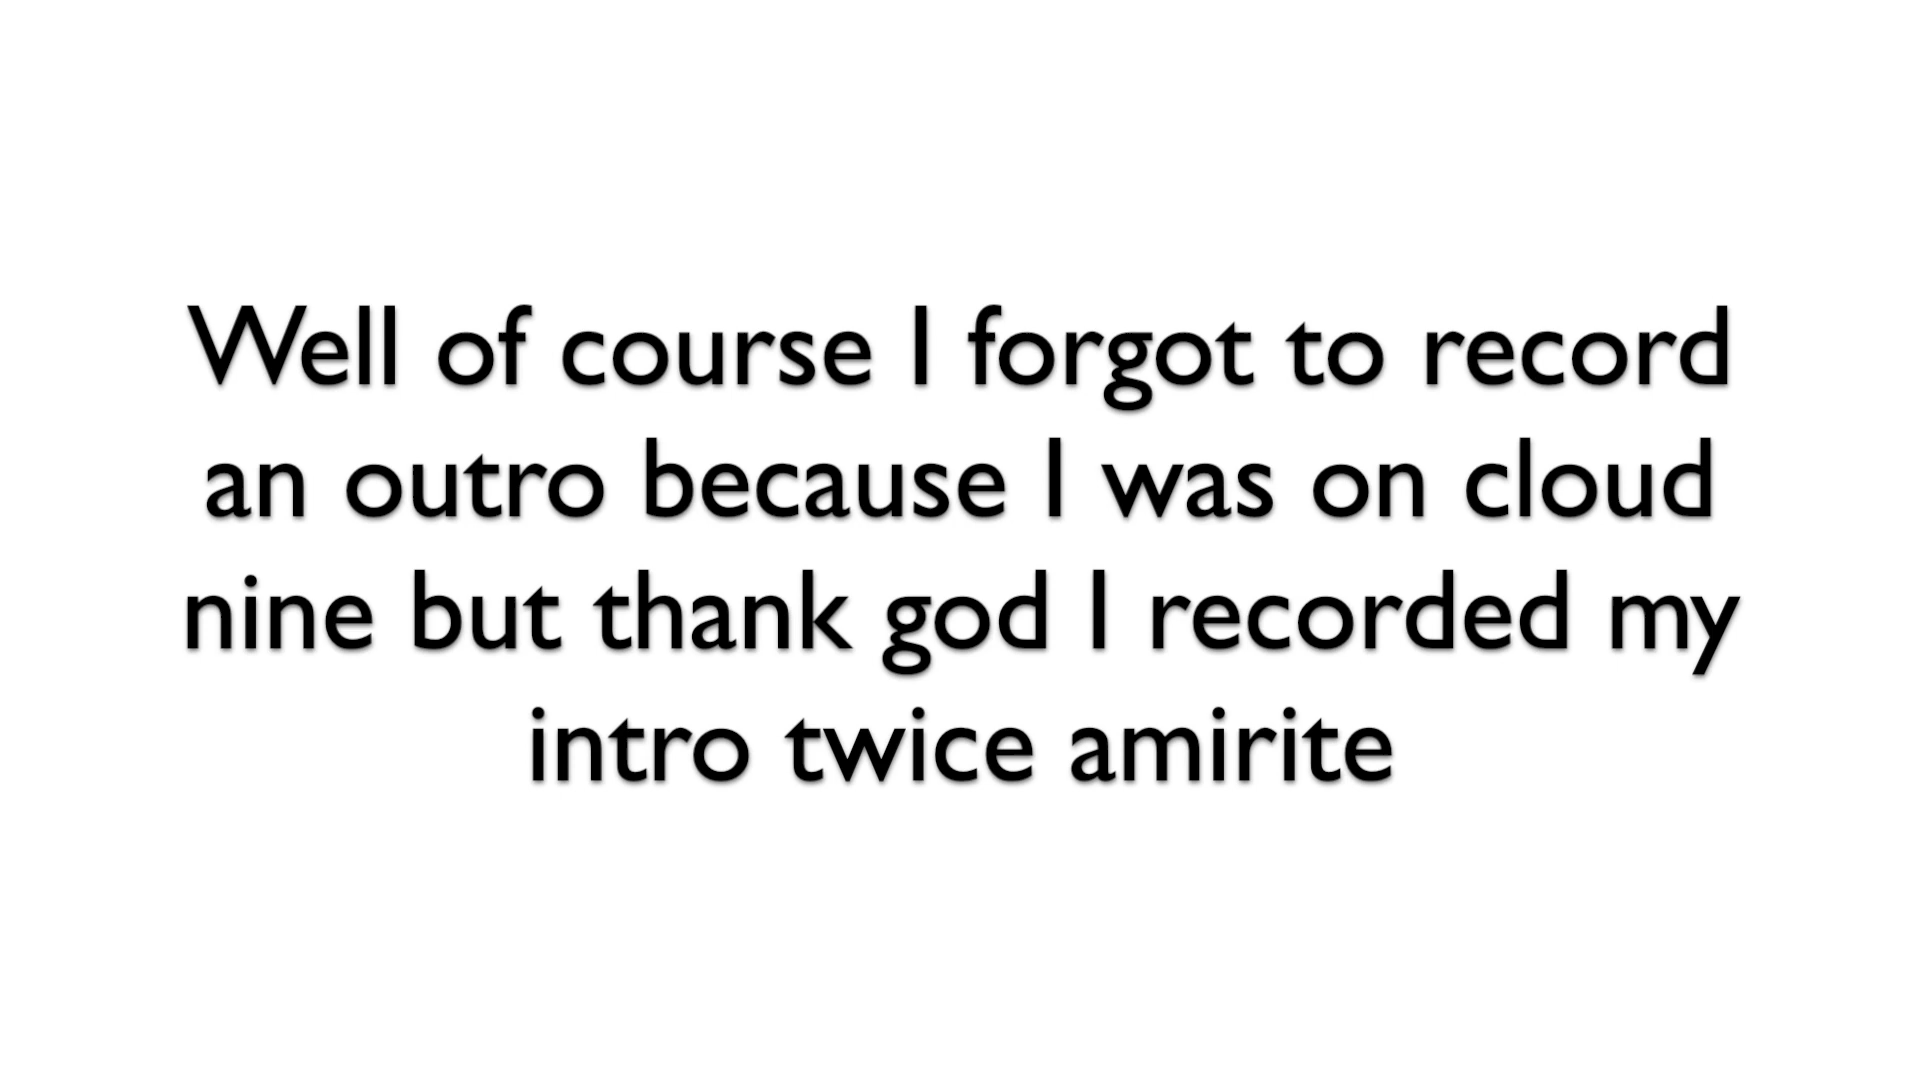 Well of course I forgot to record
an outro because I was on cloud
nine but thank god I recorded my
intro twice amirite